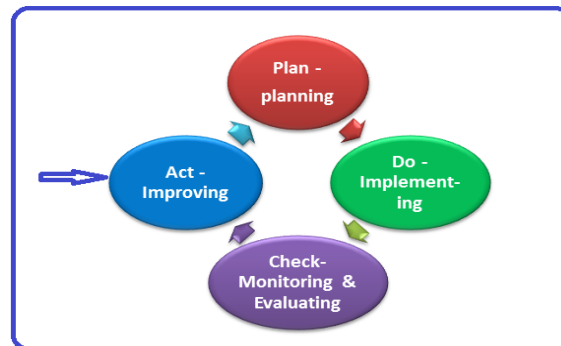 Plan -
planning
Do -
Implement-
ing
Check-
Monitoring &
Evaluating
Act -
Improving